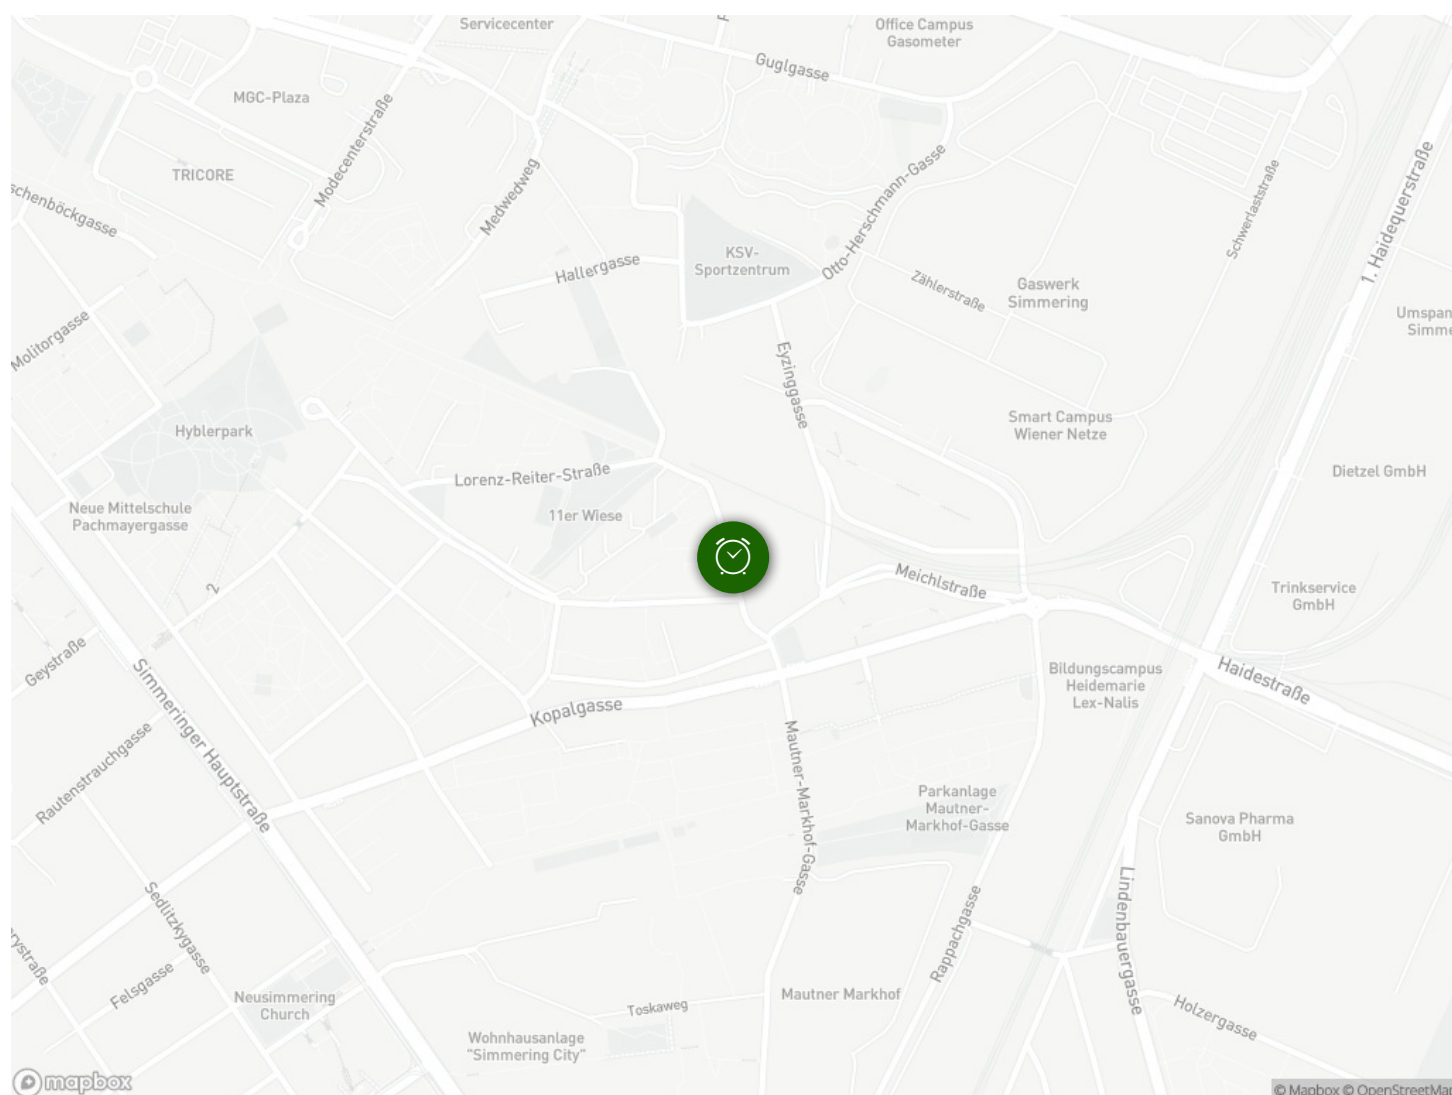 Servicecenter
Office Campus
Gasometer
Guglgasse
MGC-Plaza
Modecenterstraße
TRICORE
Medwedweg
Otto-Herschmann-Gasse
Schwerlaststraße
1. Haidequerstraße
schenböckgasse
KSV-
Sportzentrum
Hallergasse
Zählerstraße
Gaswerk
Simmering
Umspan
Simme
Molitorgasse
Eyzinggasse
Hyblerpark
Smart Campus
Wiener Netze
Lorenz-Reiter-Straße
Dietzel GmbH
Neue Mittelschule
Pachmayergasse
11er Wiese
2
Meichlstraße
Trinkservice
GmbH
Geystraße
Simmeringer Hauptstraße
Bildungscampus
Heidemarie
Lex-Nalis
Haidestraße
Kopalgasse
Rautenstrauchgasse
Mautner-Markhof-Gasse
Parkanlage
Mautner-
Markhof-Gasse
Sanova Pharma
GmbH
Sedlitzkygasse
Lindenbauergasse
rystraße
Rappachgasse
Felsgasse
Neusimmering
Church
Toskaweg
Mautner Markhof
Holzergasse
Wohnhausanlage
"Simmering City"
mapbox
© Mapbox © OpenStreetMap